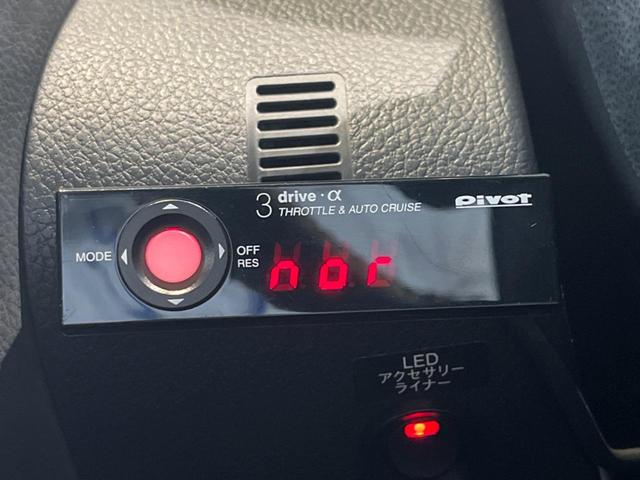 3 drive・α
THROTTLE & AUTO CRUISE
Pivot
MODE
OFF
RES
nor
LED
アクセサリー
ライナー